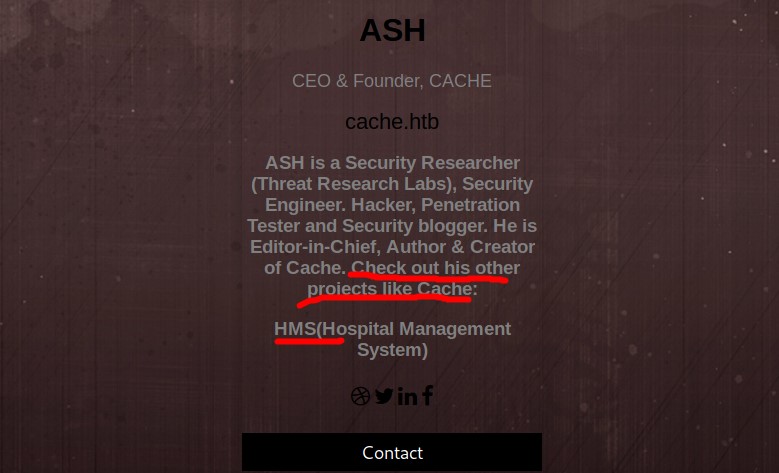 ASH
CEO & Founder, CACHE
cache.htb
ASH is a Security Researcher
(Threat Research Labs), Security
Engineer. Hacker, Penetration
Tester and Security blogger. He is
Editor-in-Chief, Author & Creator
of Cache. Check out his other
projects like Cache:
HMS(Hospital Management
System)
Contact